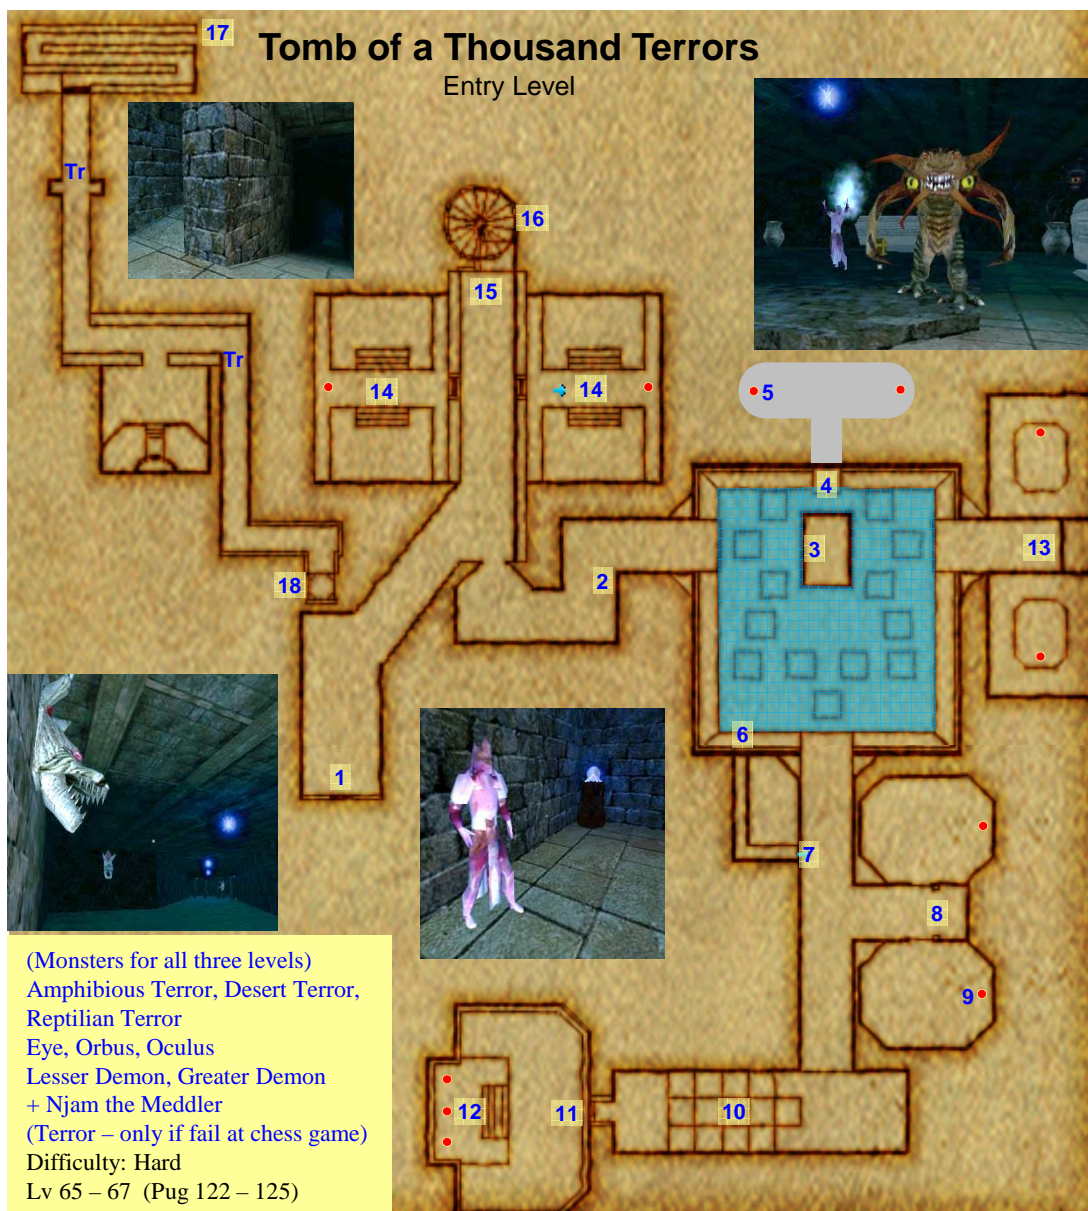 17
Tomb of a Thousand Terrors
Entry Level
Tr
16
15
14
14
5
Tr
4
3
13
2
18
6
1
7
8
9
12
11
10
(Monsters for all three levels)
Amphibious Terror, Desert Terror,
Reptilian Terror
Eye, Orbus, Oculus
Lesser Demon, Greater Demon
+ Njam the Meddler
(Terror – only if fail at chess game)
Difficulty: Hard
Lv 65 – 67 (Pug 122 – 125)